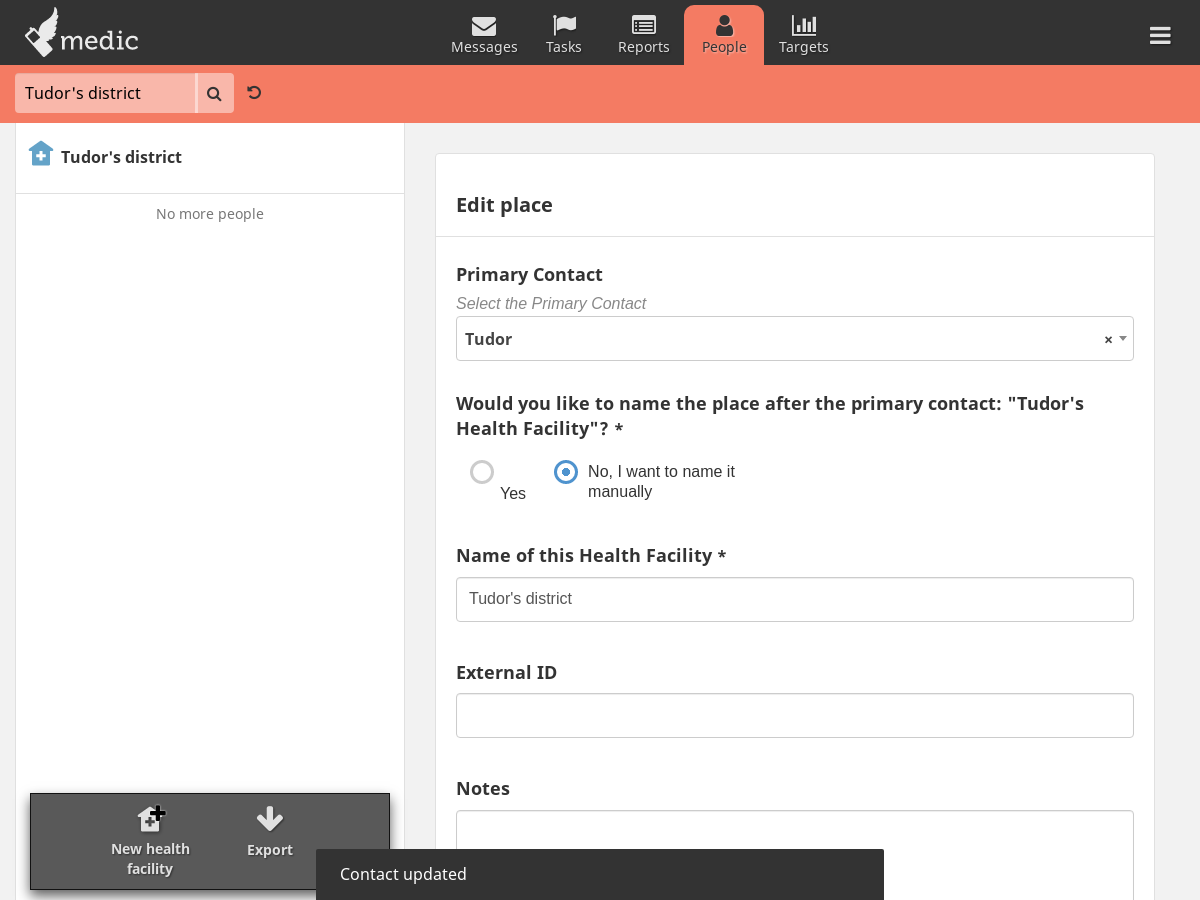 medic
Messages
Tasks
Reports
People
Targets
Tudor's district
Tudor's district
No more people
New health
facility
Export
Edit place
Primary Contact
Select the Primary Contact
Tudor
×
Would you like to name the place after the primary contact: "Tudor's
Health Facility"? *
Yes
No, I want to name it
manually
Name of this Health Facility *
Tudor's district
External ID
Notes
Contact updated